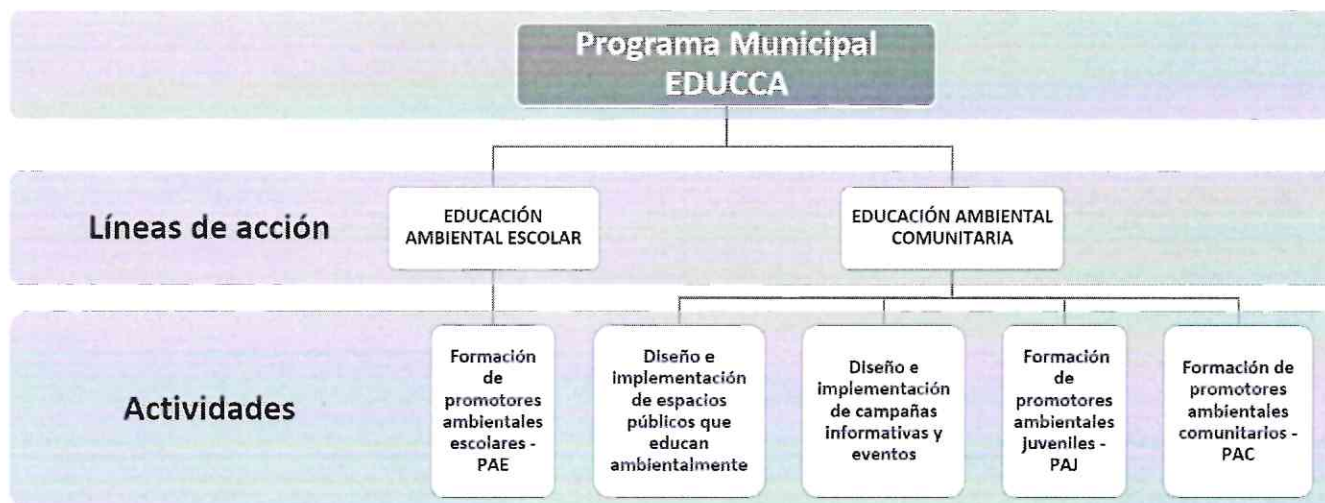 Programa Municipal
EDUCCA
Líneas de acción
EDUCACIÓN
AMBIENTAL ESCOLAR
EDUCACIÓN AMBIENTAL
COMUNITARIA
Actividades
Formación
de
promotores
ambientales
escolares -
PAE
Diseño e
implementación
de espacios
públicos que
educan
ambientalmente
Diseño e
implementación
de campañas
informativas y
eventos
Formación
de
promotores
ambientales
juveniles -
PAJ
Formación de
promotores
ambientales
comunitarios -
PAC